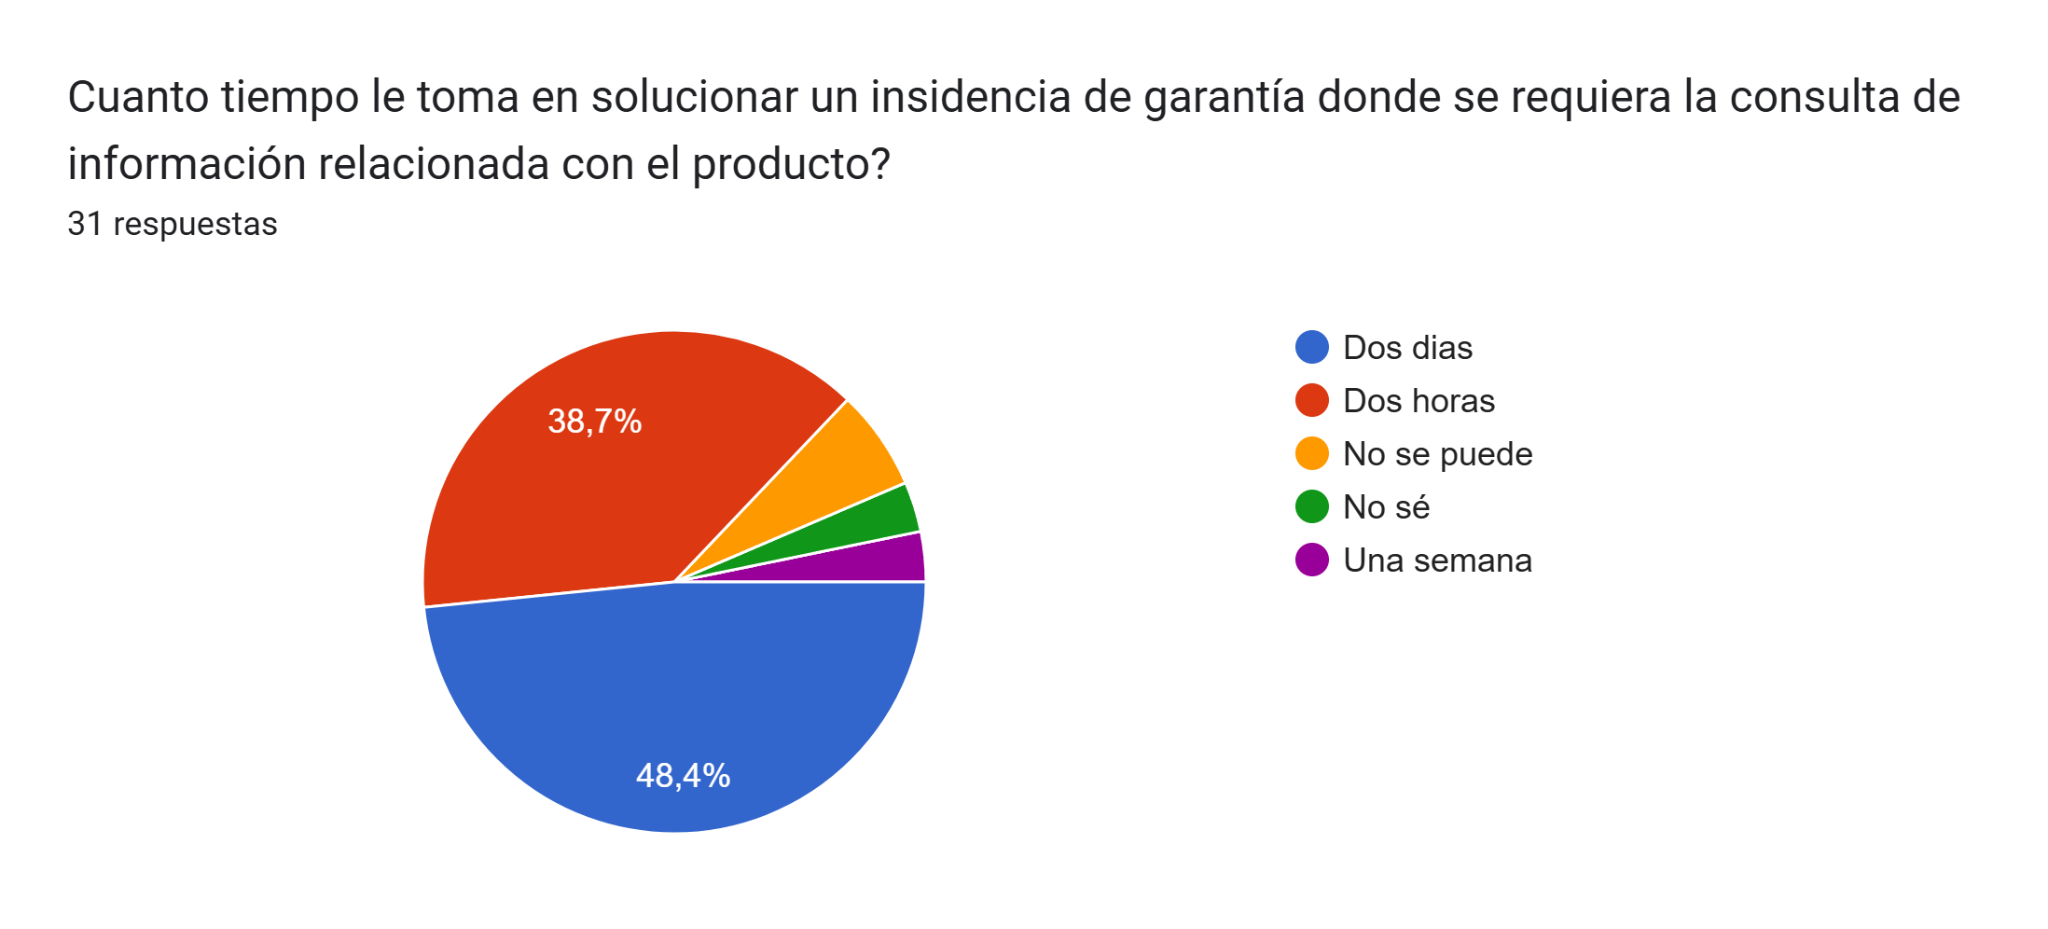 Cuanto tiempo le toma en solucionar un insidencia de garantía donde se requiera la consulta de
información relacionada con el producto?
31 respuestas
38,7%
48,4%
Dos dias
Dos horas
No se puede
No sé
Una semana